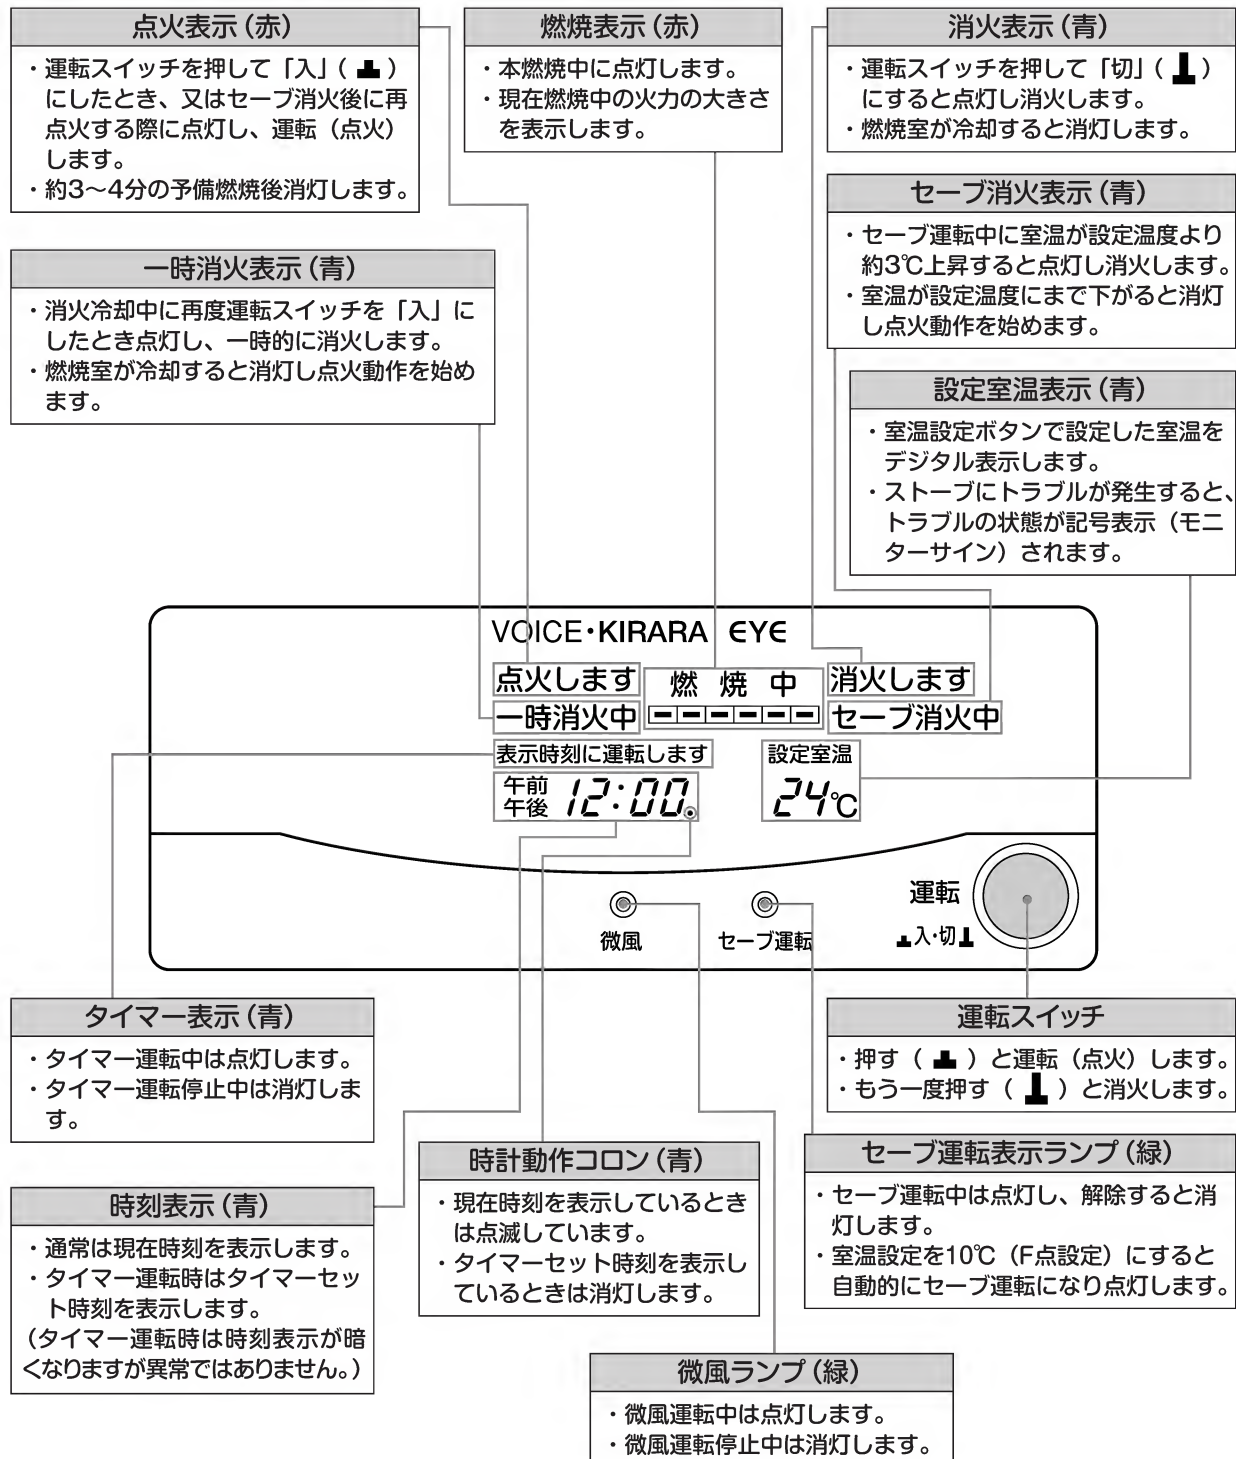 点火表示(赤)
・運転スイッチを押して「入」( )
にしたとき、又はセーブ消火後に再
点火する際に点灯し、運転(点火)
します。
・約3〜4分の予備燃焼後消灯します。
燃焼表示(赤)
・本燃焼中に点灯します。
・現在燃焼中の火力の大きさ
を表示します。
消火表示(青)
・運転スイッチを押して「切」( )
にすると点灯し消火します。
・燃焼室が冷却すると消灯します。
セーブ消火表示(青)
・セーブ運転中に室温が設定温度より
約3℃上昇すると点灯し消火します。
・室温が設定温度にまで下がると消灯
し点火動作を始めます。
一時消火表示(青)
・消火冷却中に再度運転スイッチを「入」に
したとき点灯し、一時的に消火します。
・燃焼室が冷却すると消灯し点火動作を始め
ます。
設定室温表示(青)
・室温設定ボタンで設定した室温を
デジタル表示します。
・ストーブにトラブルが発生すると、
トラブルの状態が記号表示(モニ
ターサイン)されます。
VOICE・KIRARA EYE
点火します
燃焼中
消火します
一時消火中
セーブ消火中
表示時刻に運転します
設定室温
午前
午後
12:00
24℃
運転
入・切
微風
セーブ運転
タイマー表示(青)
・タイマー運転中は点灯します。
・タイマー運転停止中は消灯しま
す。
運転スイッチ
・押す( )と運転(点火)します。
・もう一度押す( )と消火します。
時刻表示(青)
・通常は現在時刻を表示します。
・タイマー運転時はタイマーセッ
ト時刻を表示します。
(タイマー運転時は時刻表示が暗
くなりますが異常ではありません。)
時計動作コロン(青)
・現在時刻を表示しているとき
は点滅しています。
・タイマーセット時刻を表示し
ているときは消灯します。
セーブ運転表示ランプ(緑)
・セーブ運転中は点灯し、解除すると消
灯します。
・室温設定を10℃(F点設定)にすると
自動的にセーブ運転になり点灯します。
微風ランプ(緑)
・微風運転中は点灯します。
・微風運転停止中は消灯します。